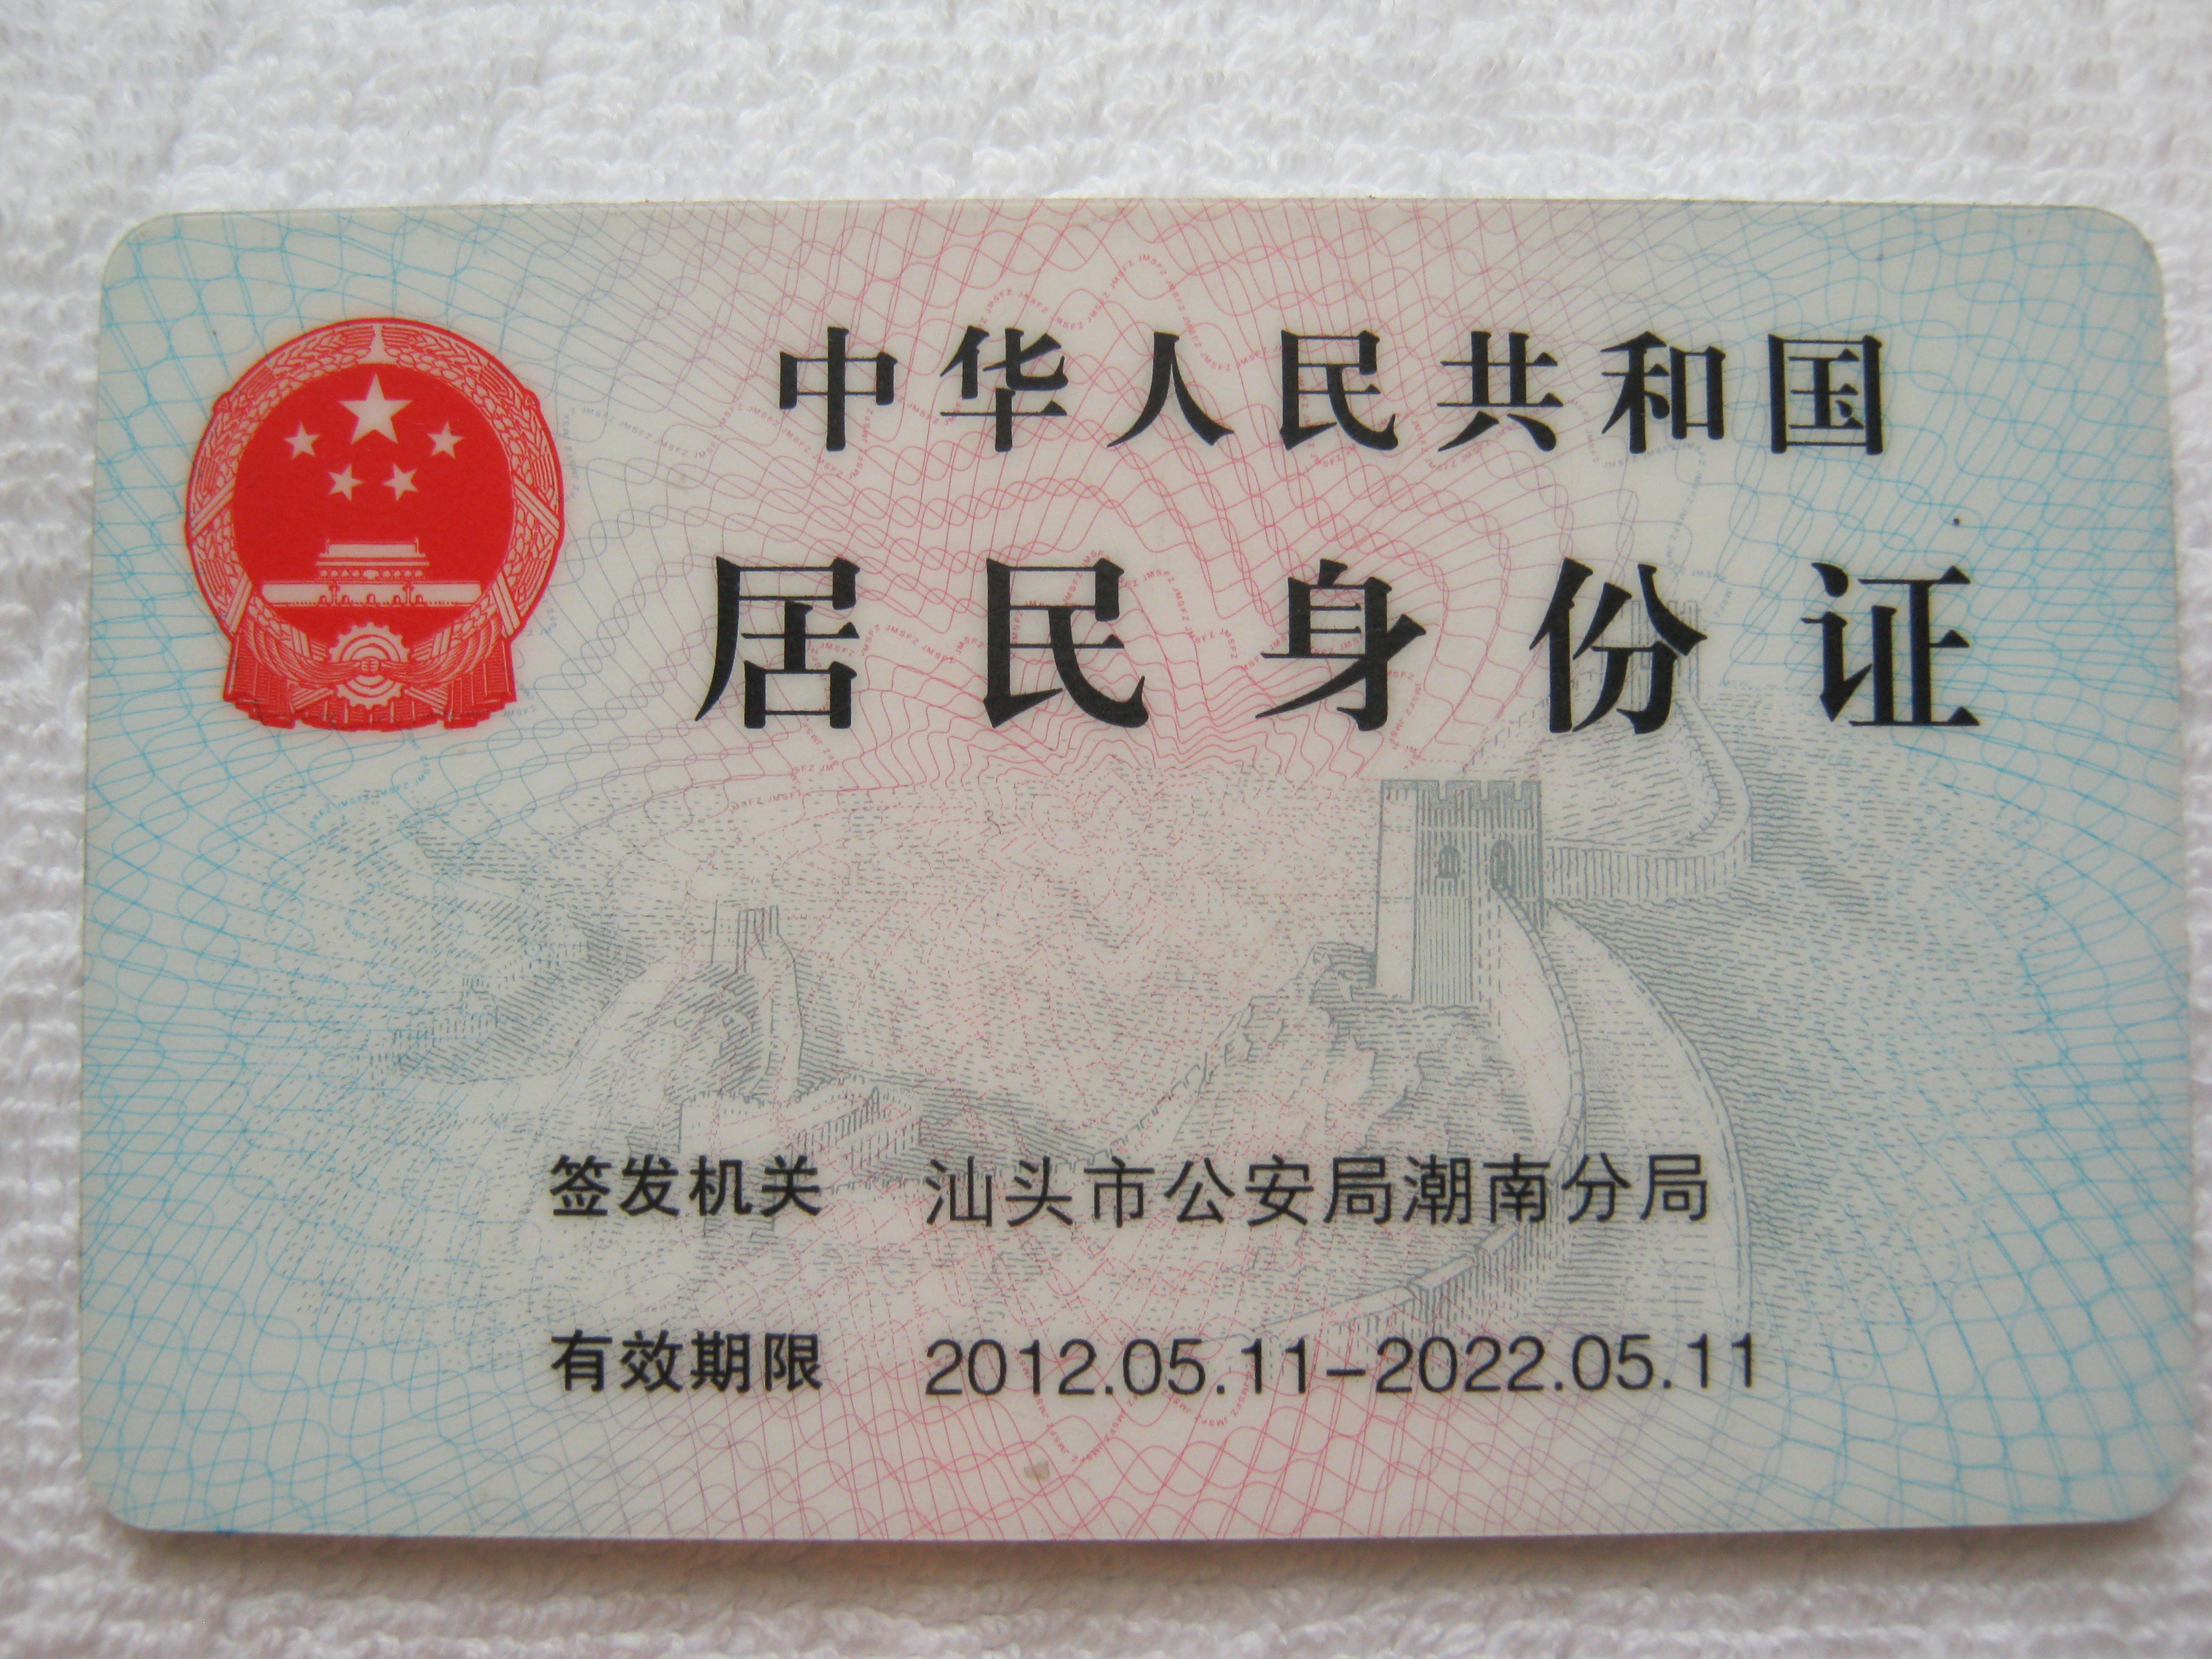 中华人民共和国
居民身份证
签发机关 汕头市公安局潮南分局
有效期限 2012.05.11-2022.05.11